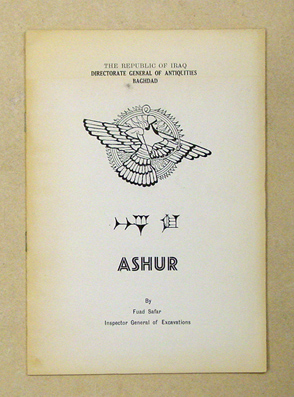 THE REPUBLIC OF IRAQ
DIRECTORATE GENERAL OF ANTIQUITIES
BAGHDAD
ASHUR
By
Fuad Safar
Inspector General of Excavations